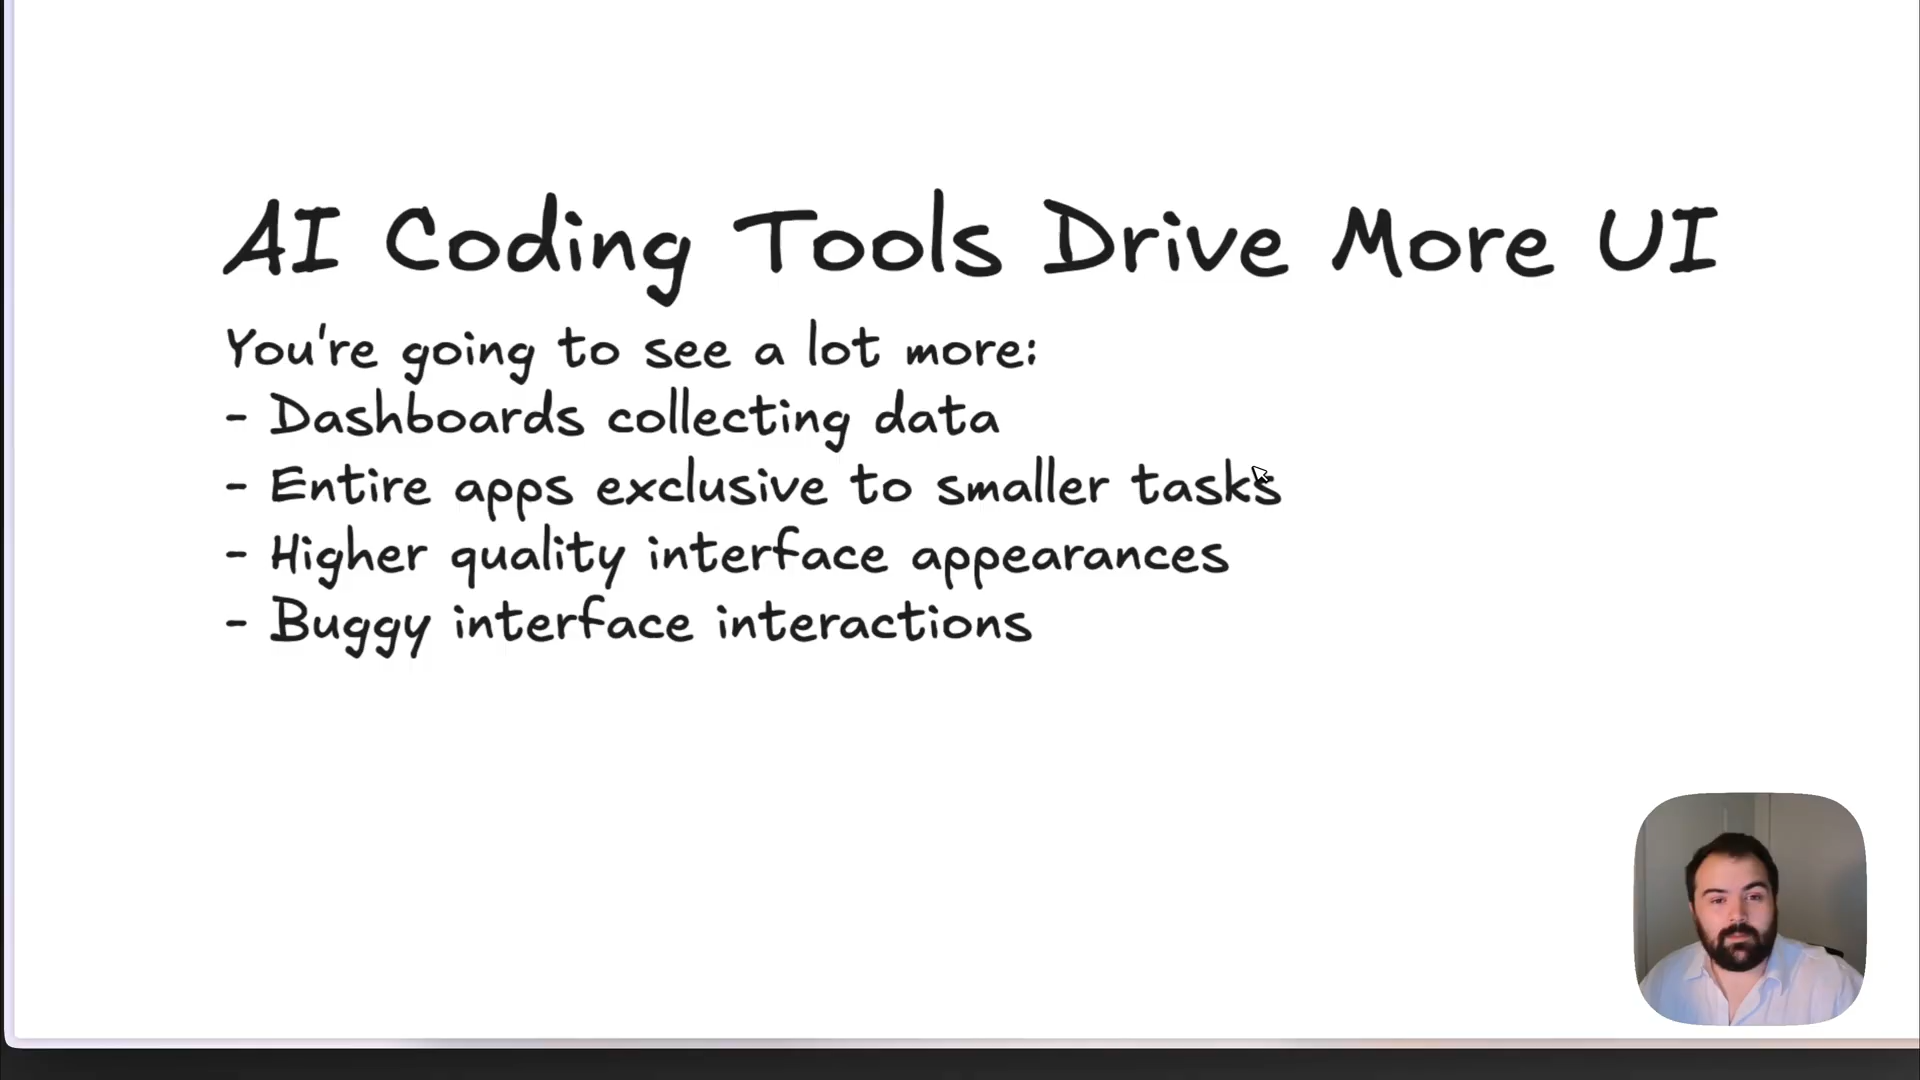 AI Coding Tools Drive More UI
You're going to see a lot more:
- Dashboards collecting data
- Entire apps exclusive to smaller tasks
- Higher quality interface appearances
- Buggy interface interactions